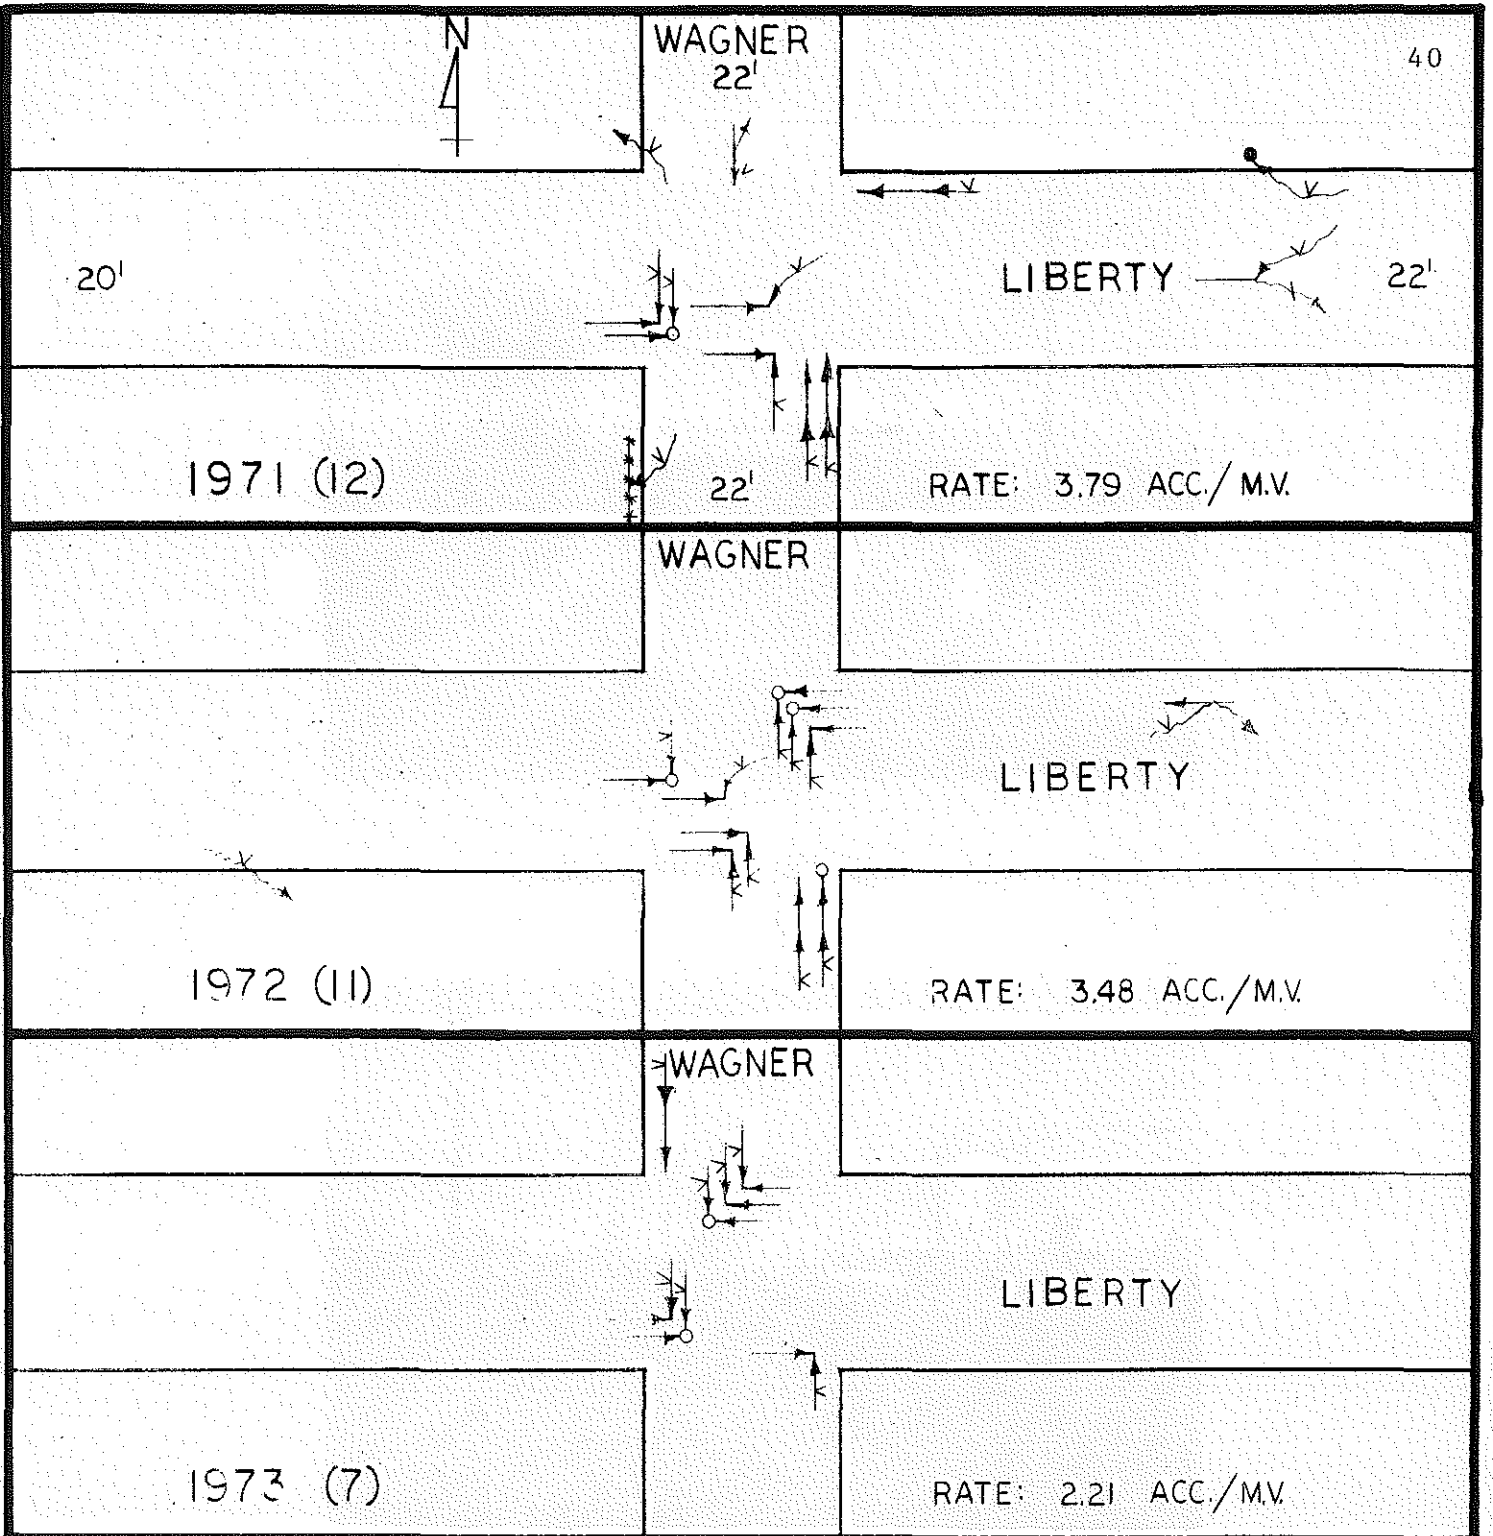 N
WAGNER
22'
40
20'
LIBERTY
22'
1971 (12)
22'
RATE: 3.79 ACC./M.V.
WAGNER
LIBERTY
1972 (11)
RATE: 3.48 ACC./M.V.
WAGNER
LIBERTY
1973 (7)
RATE: 2.21 ACC./M.V.